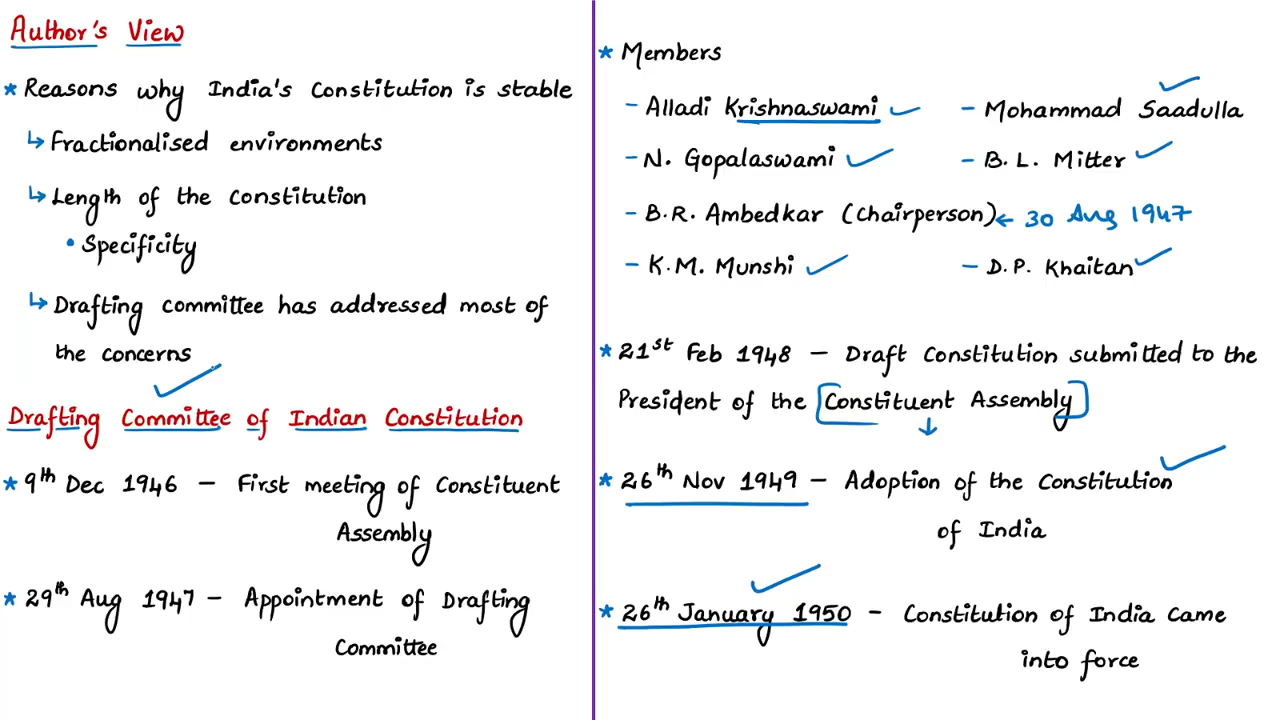 Author's View
* Reasons why India's Constitution is stable
↳ Fractionalised environments
↳ Length of the Constitution
• Specificity
↳ Drafting Committee has addressed most of
the concerns
Drafting Committee of Indian Constitution
* 9th Dec 1946 – First meeting of Constituent
Assembly
* 29th Aug 1947 – Appointment of Drafting
Committee
* Members
– Alladi Krishnaswami – Mohammad Saadulla
– N. Gopalaswami – B. L. Mitter
– B.R. Ambedkar (Chairperson) ← 30 Aug 1947
– K.M. Munshi – D.P. Khaitan
* 21st Feb 1948 – Draft Constitution submitted to the
President of the [Constituent Assembly]
* 26th Nov 1949 – Adoption of the Constitution
of India
* 26th January 1950 – Constitution of India came
into force